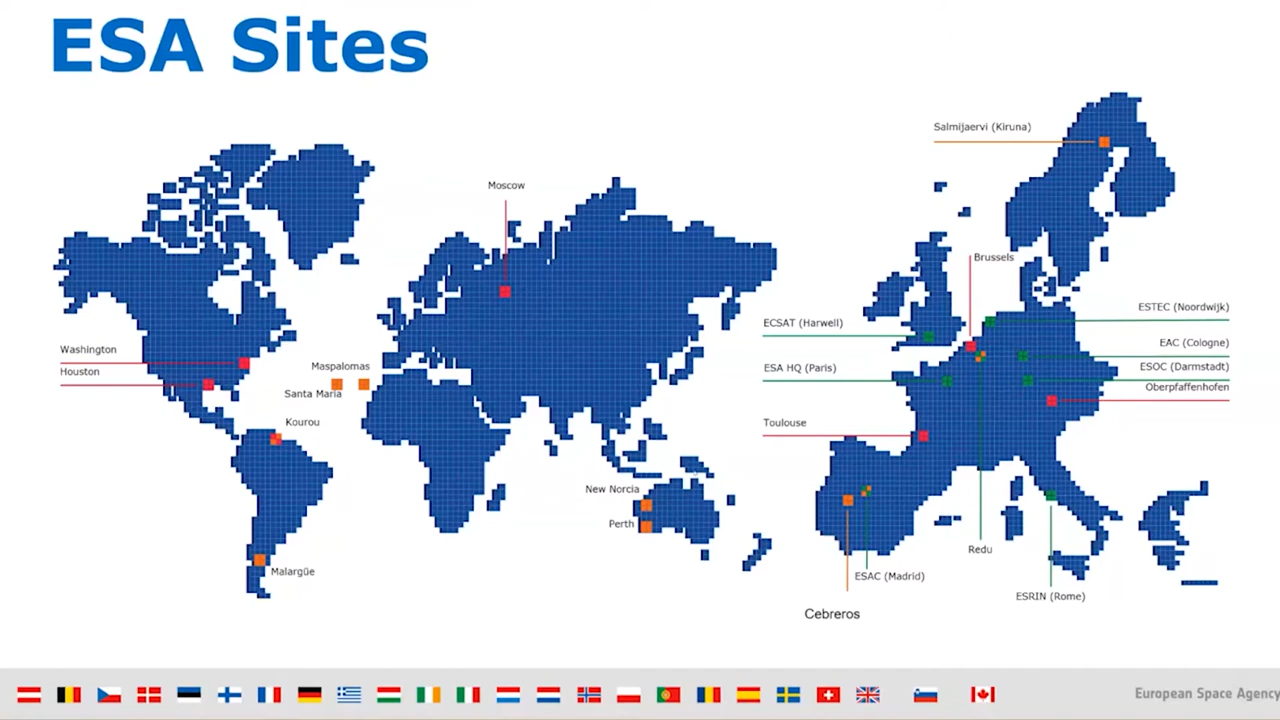 ESA Sites
Salmijaervi (Kiruna)
Moscow
Brussels
ESTEC (Noordwijk)
ECSAT (Harwell)
EAC (Cologne)
Washington
ESOC (Darmstadt)
Maspalomas
ESA HQ (Paris)
Houston
Oberpfaffenhofen
Santa Maria
Kourou
Toulouse
New Norcia
Perth
Redu
Malargüe
ESAC (Madrid)
ESRIN (Rome)
Cebreros
European Space Agency